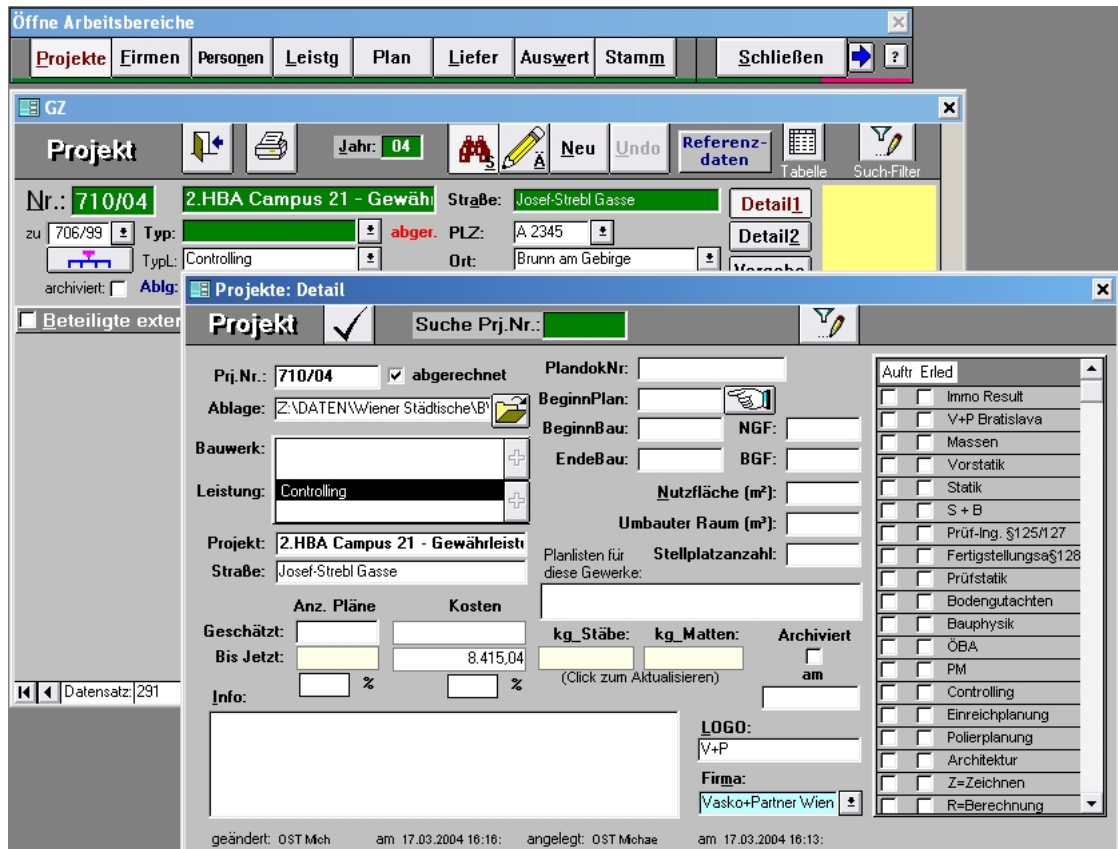 Öffne Arbeitsbereiche
Projekte Firmen Personen Leistg Plan Liefer Auswert Stamm Schließen ?
GZ
Projekt Jahr: 04 S Ä Neu Undo Referenz-
daten Tabelle Such-Filter
Nr.: 710/04 2.HBA Campus 21 - Gewähr Straße: Josef-Strebl Gasse Detail1
zu 706/99 Typ: abger. PLZ: A 2345 Detail2
TypL: Controlling Ort: Brunn am Gebirge Vorgabe
archiviert: Ablg:
Beteiligte exter
Datensatz: 291
Projekte: Detail
Projekt Suche Prj.Nr.:
Prj.Nr.: 710/04 abgerechnet
Ablage: Z:\DATEN\Wiener Städtische\B
Bauwerk:
Leistung: Controlling
Projekt: 2.HBA Campus 21 - Gewährleist
Straße: Josef-Strebl Gasse
PlandokNr:
BeginnPlan:
BeginnBau: NGF:
EndeBau: BGF:
Nutzfläche (m²):
Umbauter Raum (m³):
Stellplatzanzahl:
Planlisten für
diese Gewerke:
Anz. Pläne Kosten
Geschätzt:
Bis Jetzt: 8.415,04
% %
kg_Stäbe: kg_Matten:
(Click zum Aktualisieren)
Archiviert
am
Info:
LOGO:
V+P
Firma:
Vasko+Partner Wien
geändert: OST Mich am 17.03.2004 16:16: angelegt: OST Michae am 17.03.2004 16:13:
Auftr Erled
Immo Result
V+P Bratislava
Massen
Vorstatik
Statik
S + B
Prüf-Ing. §125/127
Fertigstellungsa§128
Prüfstatik
Bodengutachten
Bauphysik
ÖBA
PM
Controlling
Einreichplanung
Polierplanung
Architektur
Z=Zeichnen
R=Berechnung